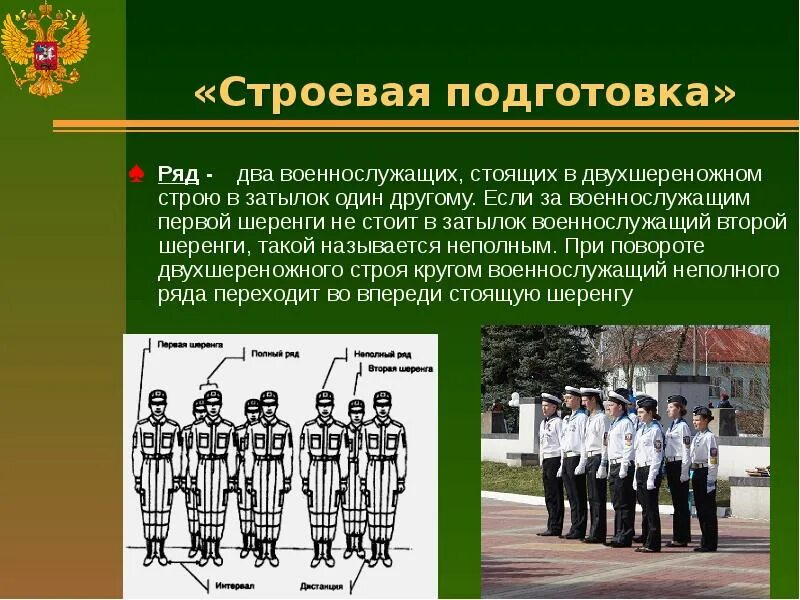 «Строевая подготовка»
Ряд - два военнослужащих, стоящих в двухшереножном
строю в затылок один другому. Если за военнослужащим
первой шеренги не стоит в затылок военнослужащий второй
шеренги, такой называется неполным. При повороте
двухшереножного строя кругом военнослужащий неполного
ряда переходит во впереди стоящую шеренгу
Первая шеренга
Полный ряд
Неполный ряд
Вторая шеренга
Интервал
Дистанция